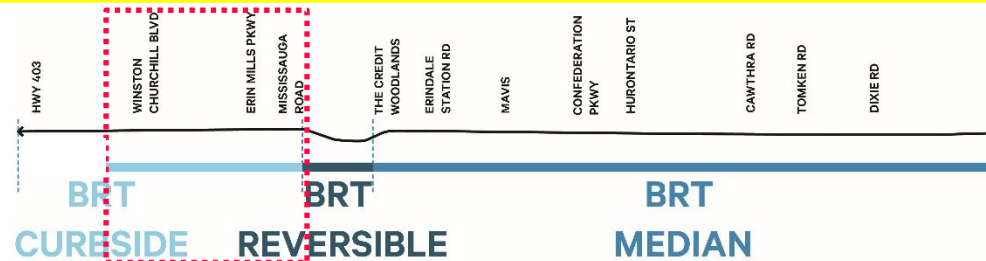 HWY 403
WINSTON
CHURCHILL BLVD
ERIN MILLS PKWY
MISSISSAUGA
ROAD
THE CREDIT
WOODLANDS
ERINDALE
STATION RD
MAVIS
CONFEDERATION
PKWY
HURONTARIO ST
CAWTHRA RD
TOMKEN RD
DIXIE RD
BRT
CURBSIDE
BRT
REVERSIBLE
BRT
MEDIAN